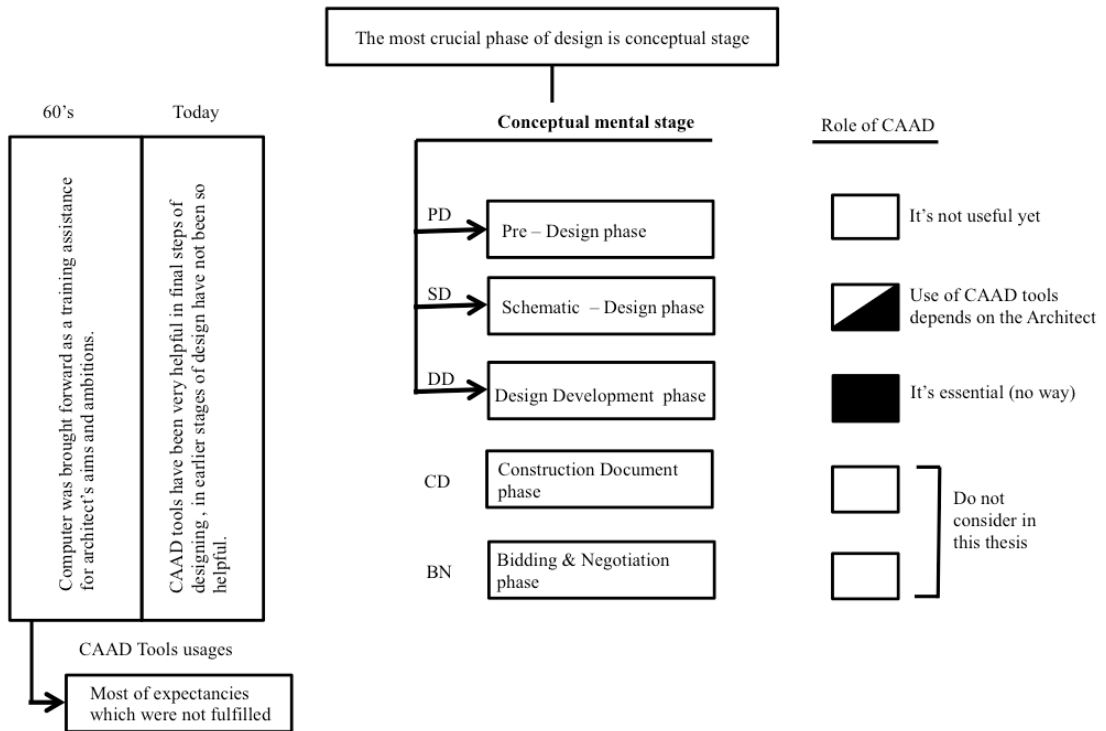 The most crucial phase of design is conceptual stage
60’s
Today
Computer was brought forward as a training assistance
for architect’s aims and ambitions.
CAAD tools have been very helpful in final steps of
designing , in earlier stages of design have not been so
helpful.
CAAD Tools usages
Most of expectancies
which were not fulfilled
Conceptual mental stage
PD
Pre – Design phase
SD
Schematic – Design phase
DD
Design Development phase
CD
Construction Document
phase
BN
Bidding & Negotiation
phase
Role of CAAD
It’s not useful yet
Use of CAAD tools
depends on the Architect
It’s essential (no way)
Do not
consider in
this thesis